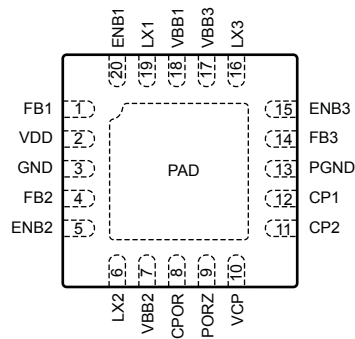 ENB1
LX1
VBB1
VBB3
LX3
20
19
18
17
16
FB1 1
VDD 2
GND 3
FB2 4
ENB2 5
PAD
15 ENB3
14 FB3
13 PGND
12 CP1
11 CP2
6
7
8
9
10
LX2
VBB2
CPOR
PORZ
VCP